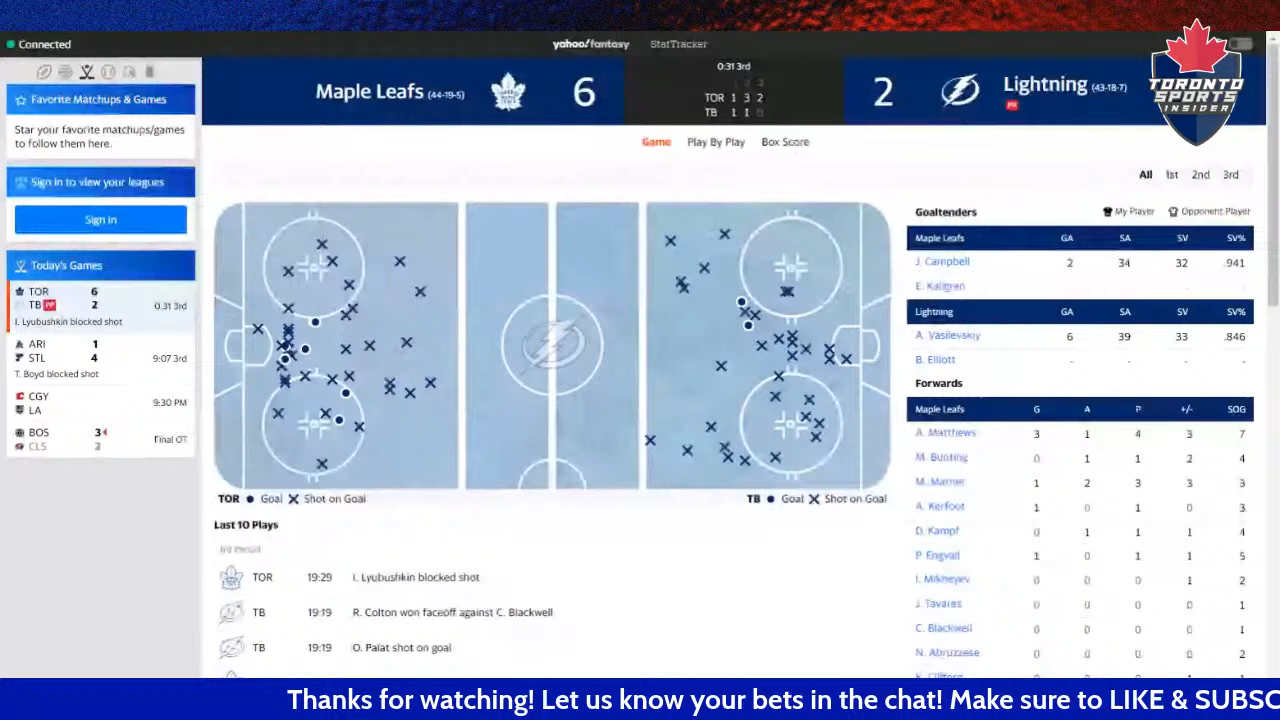 Connected
yahoo!fantasy StatTracker
TORONTO
SPORTS
INSIDER
Favorite Matchups & Games
Star your favorite matchups/games
to follow them here.
Sign in to view your leagues
Sign in
Today's Games
TOR 6
TB PP 2 0:31 3rd
I. Lyubushkin blocked shot
ARI 1
STL 4 9:07 3rd
T. Boyd blocked shot
CGY
LA 9:30 PM
BOS 3
CLS 2 Final OT
Maple Leafs (44-19-5) 6
0:31 3rd
1 2 3
TOR 1 3 2
TB 1 1 0
2 Lightning (43-18-7)
PP
Game Play By Play Box Score
All 1st 2nd 3rd
TOR Goal Shot on Goal
TB Goal Shot on Goal
Last 10 Plays
3rd Period
TOR 19:29 I. Lyubushkin blocked shot
TB 19:19 R. Colton won faceoff against C. Blackwell
TB 19:19 O. Palat shot on goal
Goaltenders My Player Opponent Player
Maple Leafs GA SA SV SV%
J. Campbell 2 34 32 .941
E. Kallgren - - - -
Lightning GA SA SV SV%
A. Vasilevskiy 6 39 33 .846
B. Elliott - - - -
Forwards
Maple Leafs G A P +/- SOG
A. Matthews 3 1 4 3 7
M. Bunting 0 1 1 2 4
M. Marner 1 2 3 3 3
A. Kerfoot 1 0 1 0 3
D. Kampf 0 1 1 1 4
P. Engvall 1 0 1 1 5
I. Mikheyev 0 0 0 1 2
J. Tavares 0 0 0 0 1
C. Blackwell 0 0 0 0 1
N. Abruzzese 0 0 0 0 2
Thanks for watching! Let us know your bets in the chat! Make sure to LIKE & SUBSC